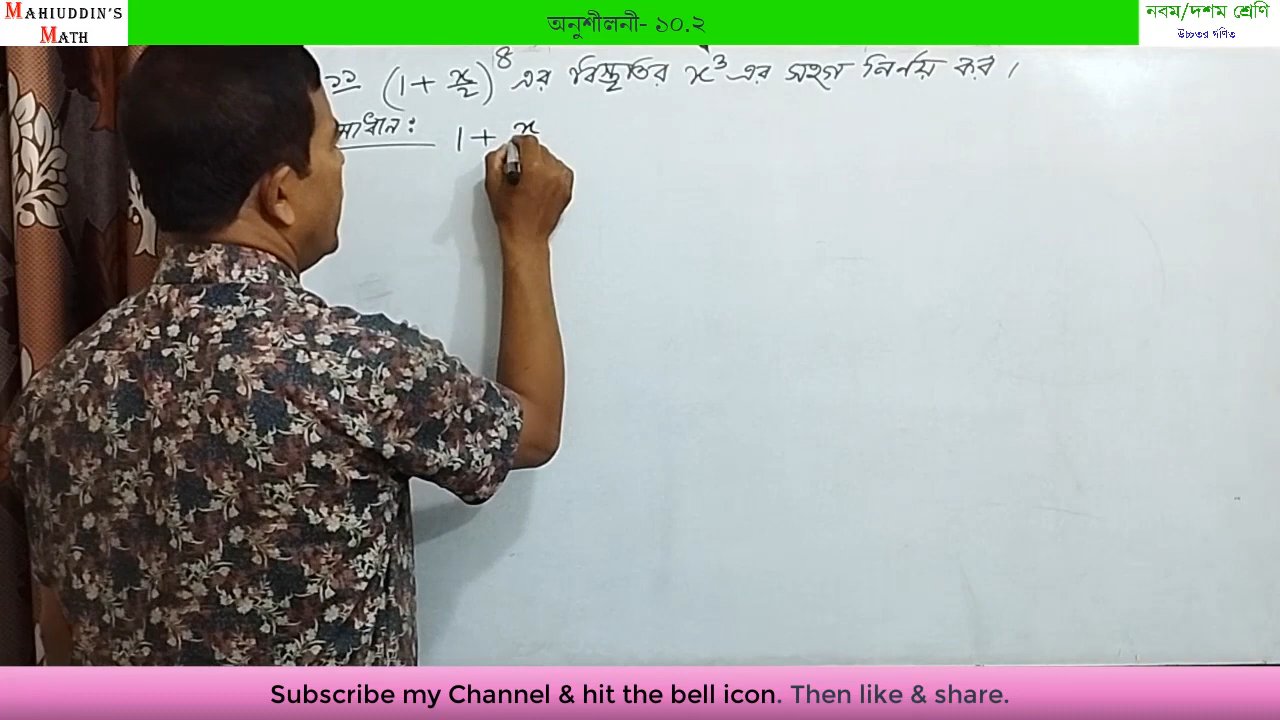 MAHIUDDIN'S
MATH
অনুশীলনী- ১০.২
নবম/দশম শ্রেণি
উচ্চতর গণিত
১১ (1 + x/2)^8 এর বিস্তৃতির x^3 এর সহগ নির্ণয় কর।
মাধান:
1 + x
Subscribe my Channel & hit the bell icon. Then like & share.